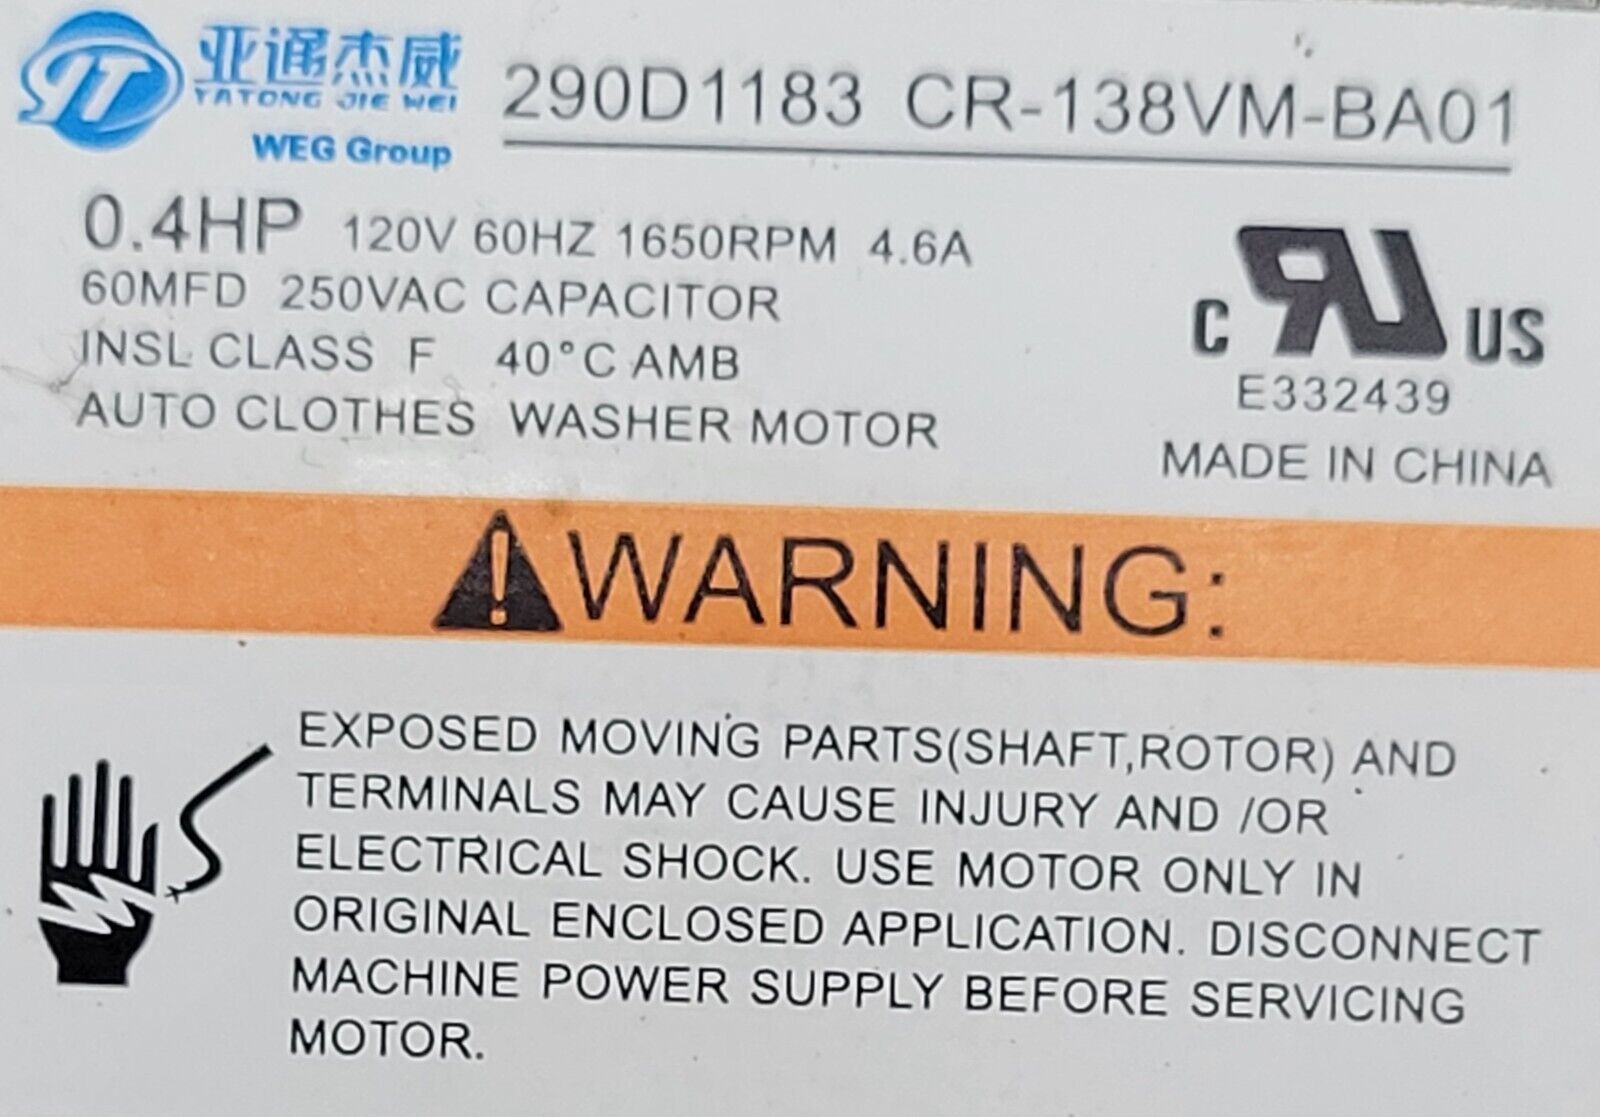 亚通杰威
YATONG JIE WEI
WEG Group
290D1183 CR-138VM-BA01
0.4HP 120V 60HZ 1650RPM 4.6A
60MFD 250VAC CAPACITOR
INSL CLASS F 40°C AMB
AUTO CLOTHES WASHER MOTOR
C UR US
E332439
MADE IN CHINA
WARNING:
EXPOSED MOVING PARTS(SHAFT,ROTOR) AND
TERMINALS MAY CAUSE INJURY AND /OR
ELECTRICAL SHOCK. USE MOTOR ONLY IN
ORIGINAL ENCLOSED APPLICATION. DISCONNECT
MACHINE POWER SUPPLY BEFORE SERVICING
MOTOR.